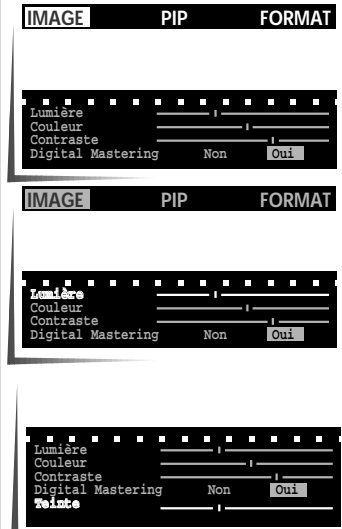 IMAGE PIP FORMAT
Lumière
Couleur
Contraste
Digital Mastering Non Oui
IMAGE PIP FORMAT
Lumière
Couleur
Contraste
Digital Mastering Non Oui
Lumière
Couleur
Contraste
Digital Mastering Non Oui
Teinte